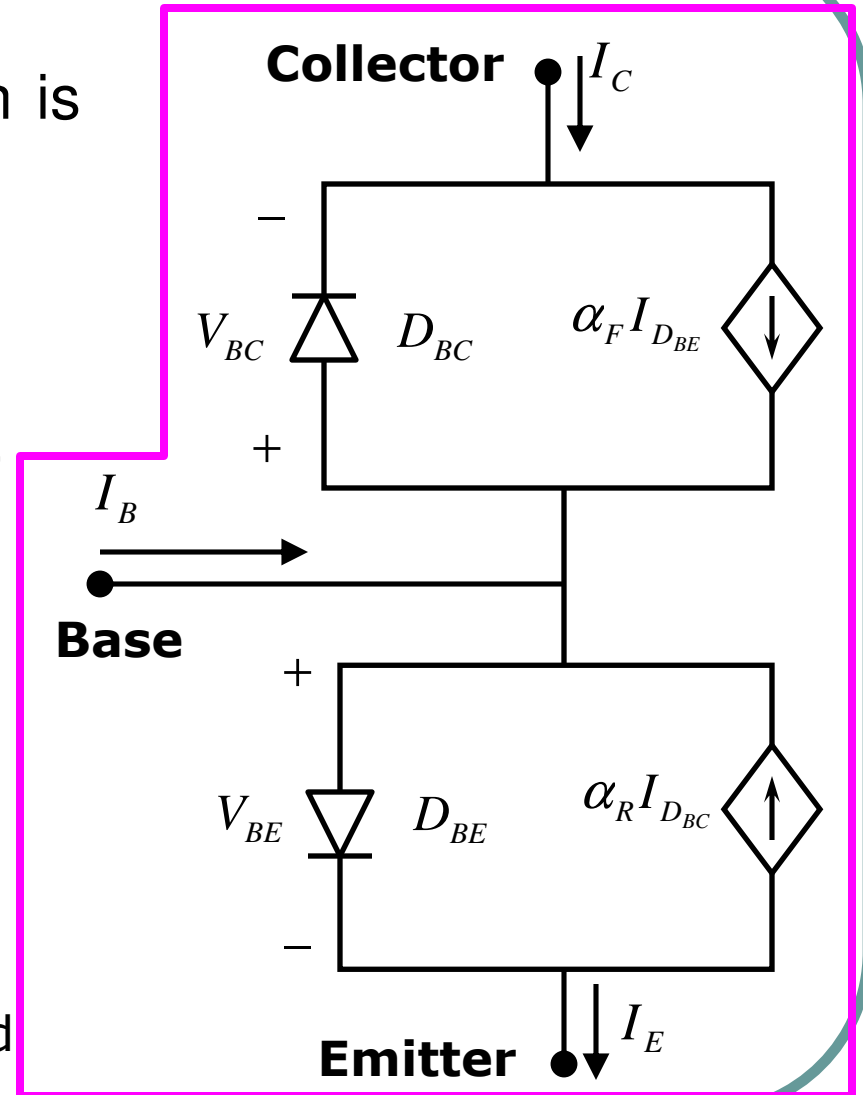 Collector
I_C
n is
−
V_BC
D_BC
α_F I_D_BE
+
I_B
Base
+
V_BE
D_BE
α_R I_D_BC
−
d
I_E
Emitter